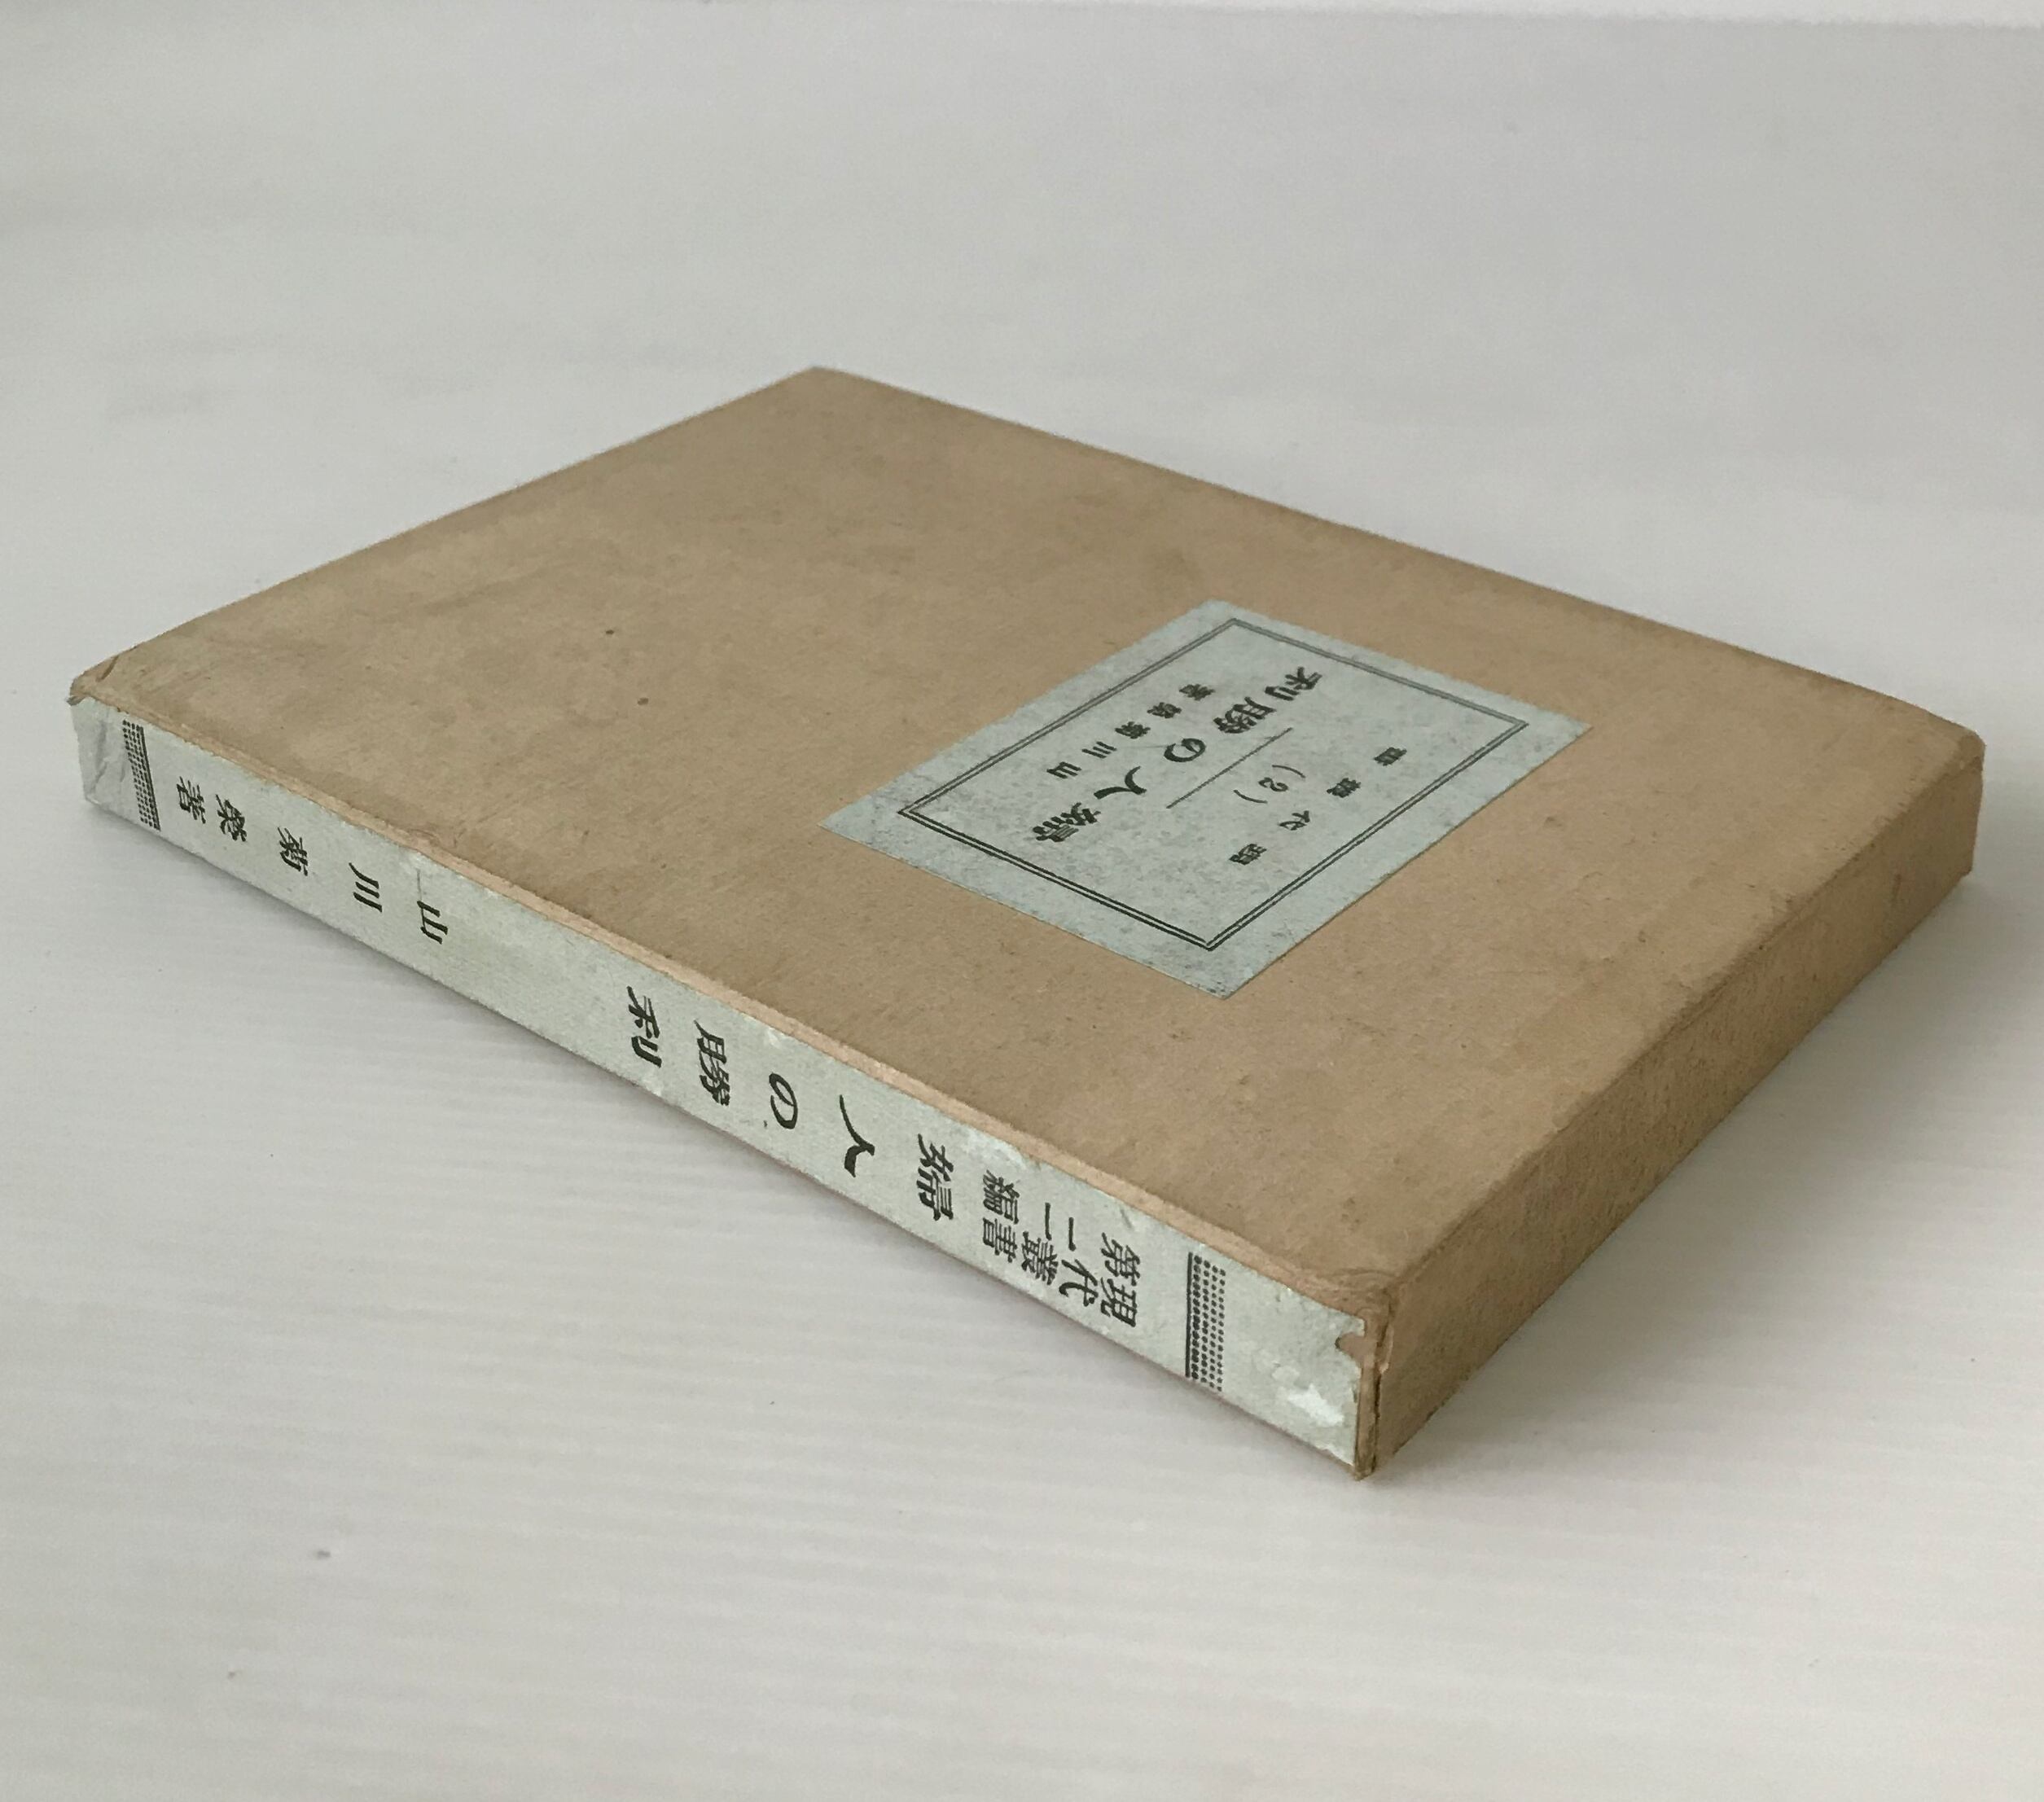 現代叢書
第二編
婦人の勝利
山川菊榮著
現代叢書
(2)
婦人の勝利
山川菊榮著